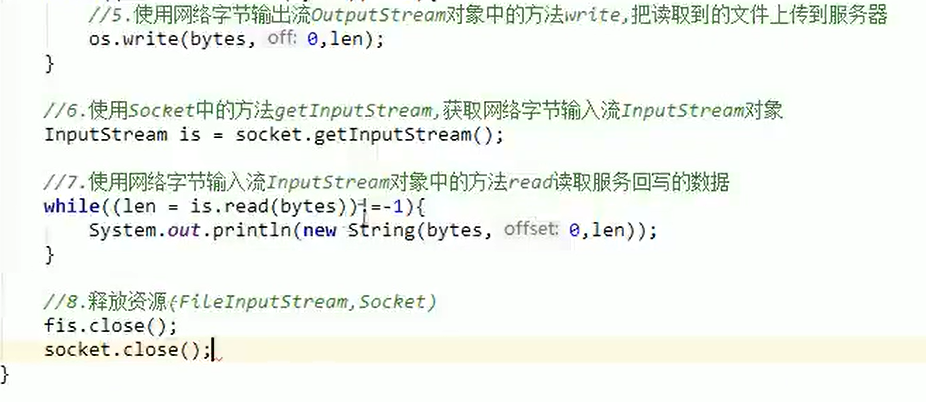 //5.使用网络字节输出流OutputStream对象中的方法write,把读取到的文件上传到服务器
os.write(bytes, off: 0,len);
}
//6.使用Socket中的方法getInputStream,获取网络字节输入流InputStream对象
InputStream is = socket.getInputStream();
//7.使用网络字节输入流InputStream对象中的方法read读取服务回写的数据
while((len = is.read(bytes))!=-1){
System.out.println(new String(bytes, offset: 0,len));
}
//8.释放资源(FileInputStream,Socket)
fis.close();
socket.close();
}